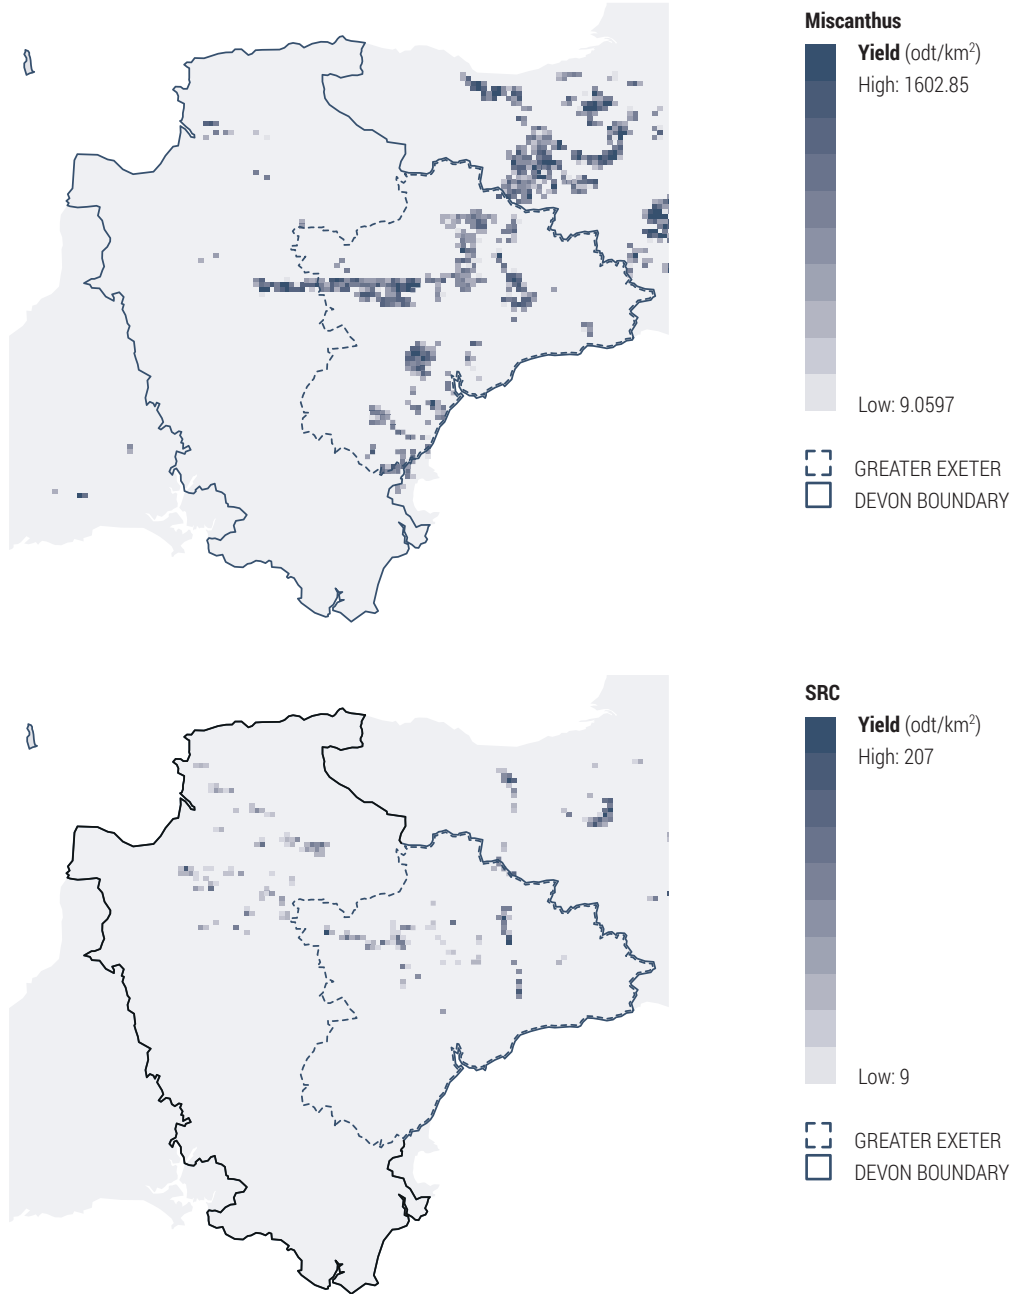 Miscanthus
Yield (odt/km²)
High: 1602.85
Low: 9.0597
GREATER EXETER
DEVON BOUNDARY
SRC
Yield (odt/km²)
High: 207
Low: 9
GREATER EXETER
DEVON BOUNDARY